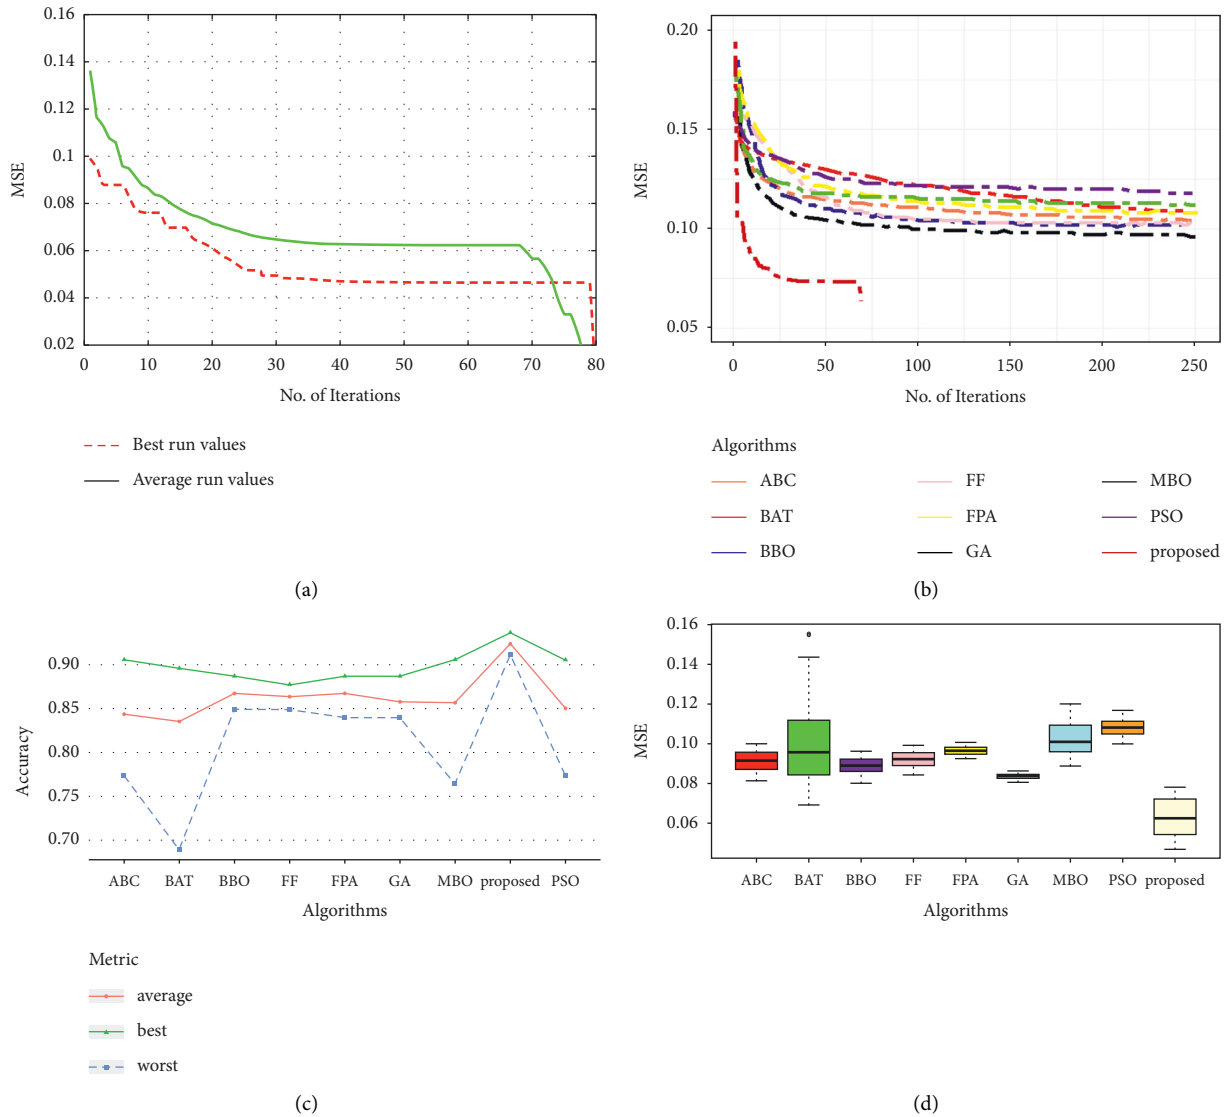 0.16
0.14
0.12
0.1
0.08
0.06
0.04
0.02
MSE
0 10 20 30 40 50 60 70 80
No. of Iterations
Best run values
Average run values
(a)
0.20
0.15
0.10
0.05
MSE
0 50 100 150 200 250
No. of Iterations
Algorithms
ABC FF MBO
BAT FPA PSO
BBO GA proposed
(b)
0.90
0.85
0.80
0.75
0.70
Accuracy
ABC BAT BBO FF FPA GA MBO proposed PSO
Algorithms
Metric
average
best
worst
(c)
0.16
0.14
0.12
0.10
0.08
0.06
MSE
ABC BAT BBO FF FPA GA MBO PSO proposed
Algorithms
(d)